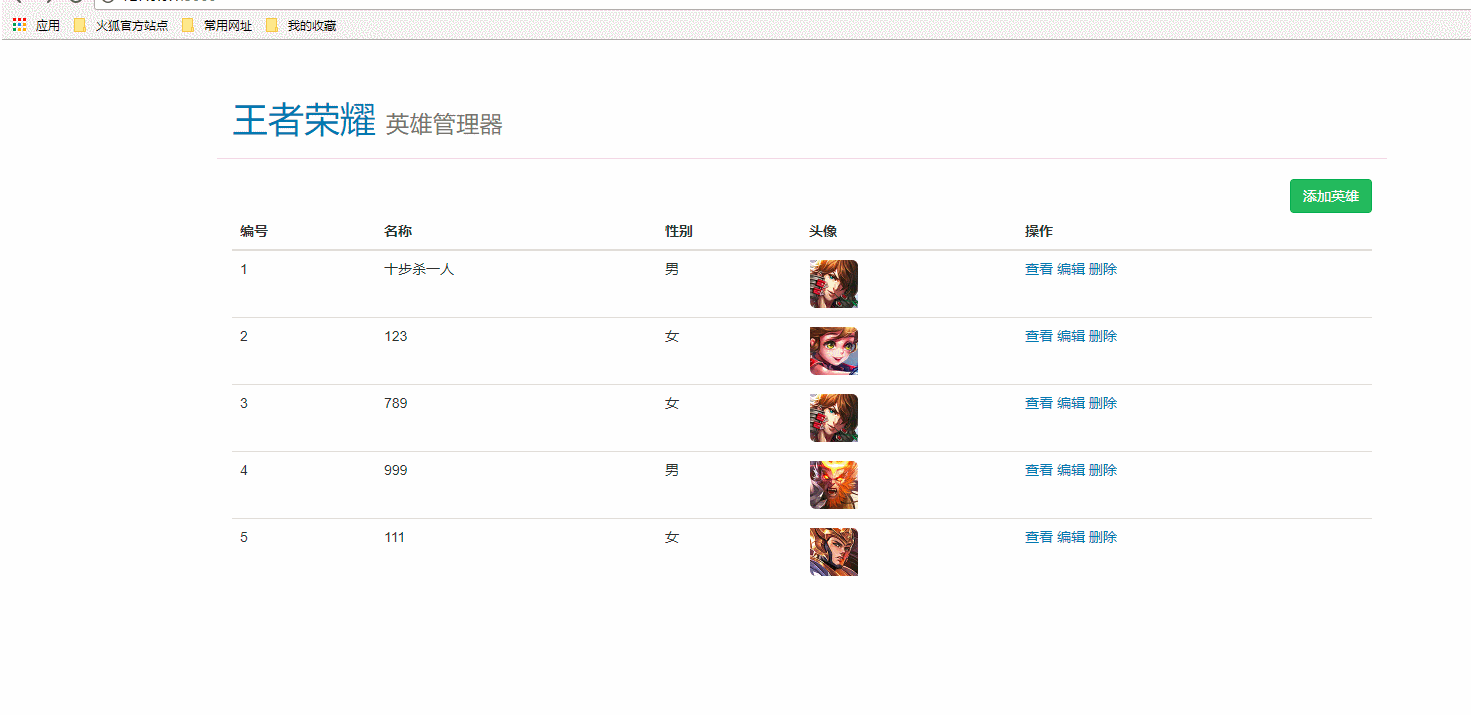 应用 火狐官方站点 常用网址 我的收藏
王者荣耀 英雄管理器
添加英雄
编号 名称 性别 头像 操作
1 十步杀一人 男 查看 编辑 删除
2 123 女 查看 编辑 删除
3 789 女 查看 编辑 删除
4 999 男 查看 编辑 删除
5 111 女 查看 编辑 删除